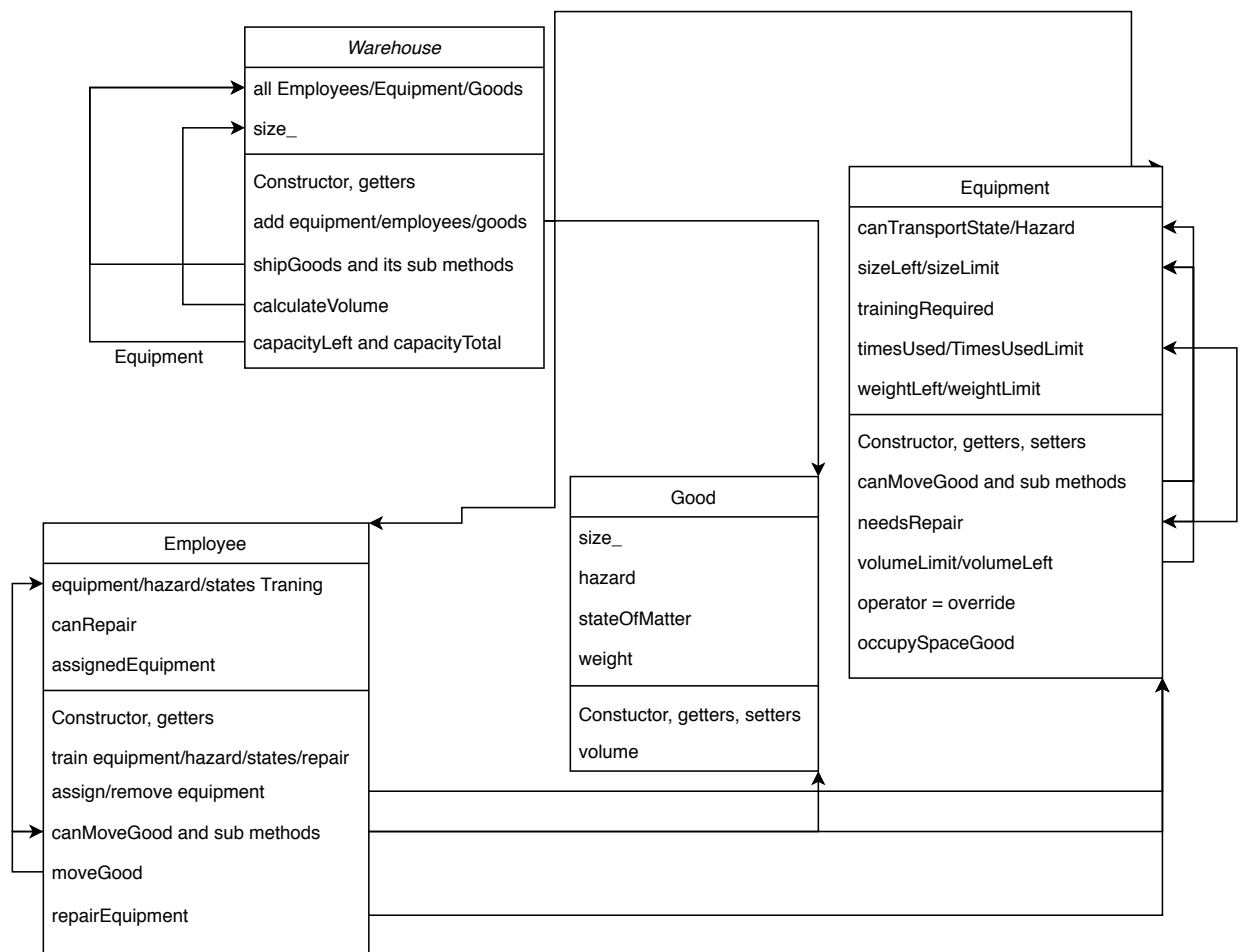 Warehouse
all Employees/Equipment/Goods
size_
Constructor, getters
add equipment/employees/goods
shipGoods and its sub methods
calculateVolume
capacityLeft and capacityTotal
Equipment
Equipment
canTransportState/Hazard
sizeLeft/sizeLimit
trainingRequired
timesUsed/TimesUsedLimit
weightLeft/weightLimit
Constructor, getters, setters
canMoveGood and sub methods
needsRepair
volumeLimit/volumeLeft
operator = override
occupySpaceGood
Good
size_
hazard
stateOfMatter
weight
Constuctor, getters, setters
volume
Employee
equipment/hazard/states Traning
canRepair
assignedEquipment
Constructor, getters
train equipment/hazard/states/repair
assign/remove equipment
canMoveGood and sub methods
moveGood
repairEquipment